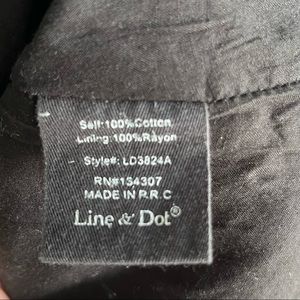 Self:100%Cotton
Lining:100%Rayon
Style#: LD3824A
RN#134307
MADE IN P.R.C
Line & Dot®